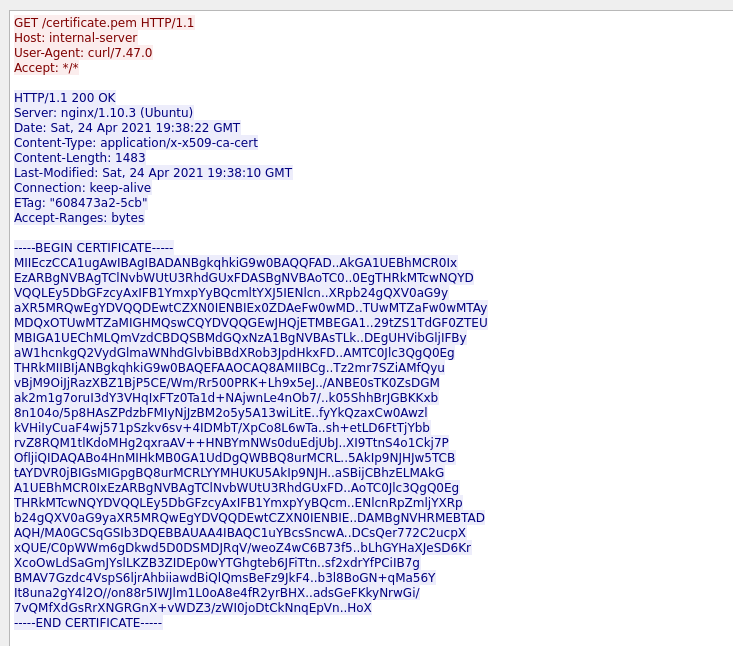 GET /certificate.pem HTTP/1.1
Host: internal-server
User-Agent: curl/7.47.0
Accept: */*
HTTP/1.1 200 OK
Server: nginx/1.10.3 (Ubuntu)
Date: Sat, 24 Apr 2021 19:38:22 GMT
Content-Type: application/x-x509-ca-cert
Content-Length: 1483
Last-Modified: Sat, 24 Apr 2021 19:38:10 GMT
Connection: keep-alive
ETag: "608473a2-5cb"
Accept-Ranges: bytes
-----BEGIN CERTIFICATE-----
MIIEczCCA1ugAwIBAgIBADANBgkqhkiG9w0BAQQFAD..AkGA1UEBhMCR0Ix
EzARBgNVBAgTClNvbWUtU3RhdGUxFDASBgNVBAoTC0..0EgTHRkMTcwNQYD
VQQLEy5DbGFzcyAxIFB1YmxpYyBQcmltYXJ5IENlcn..XRpb24gQXV0aG9y
aXR5MRQwEgYDVQQDEwtCZXN0IENBIEx0ZDAeFw0wMD..TUwMTZaFw0wMTAy
MDQxOTUwMTZaMIGHMQswCQYDVQQGEwJHQjETMBEGA1..29tZS1TdGF0ZTEU
MBIGA1UEChMLQmVzdCBDQSBMdGQxNzA1BgNVBAsTLk..DEgUHVibGljIFBy
aW1hcnkgQ2VydGlmaWNhdGlvbiBBdXRob3JpdHkxFD..AMTC0Jlc3QgQ0Eg
THRkMIIBIjANBgkqhkiG9w0BAQEFAAOCAQ8AMIIBCg..Tz2mr7SZiAMfQyu
vBjM9OiJjRazXBZ1BjP5CE/Wm/Rr500PRK+Lh9x5eJ../ANBE0sTK0ZsDGM
ak2m1g7oruI3dY3VHqIxFTz0Ta1d+NAjwnLe4nOb7/..k05ShhBrJGBKKxb
8n104o/5p8HAsZPdzbFMIyNjJzBM2o5y5A13wiLitE..fyYkQzaxCw0Awzl
kVHiIyCuaF4wj571pSzkv6sv+4IDMbT/XpCo8L6wTa..sh+etLD6FtTjYbb
rvZ8RQM1tlKdoMHg2qxraAV++HNBYmNWs0duEdjUbJ..XI9TtnS4o1Ckj7P
OfljiQIDAQABo4HnMIHkMB0GA1UdDgQWBBQ8urMCRL..5AkIp9NJHJw5TCB
tAYDVR0jBIGsMIGpgBQ8urMCRLYYMHUKU5AkIp9NJH..aSBijCBhzELMAkG
A1UEBhMCR0IxEzARBgNVBAgTClNvbWUtU3RhdGUxFD..AoTC0Jlc3QgQ0Eg
THRkMTcwNQYDVQQLEy5DbGFzcyAxIFB1YmxpYyBQcm..ENlcnRpZmljYXRp
b24gQXV0aG9yaXR5MRQwEgYDVQQDEwtCZXN0IENBIE..DAMBgNVHRMEBTAD
AQH/MA0GCSqGSIb3DQEBBAUAA4IBAQC1uYBcsSncwA..DCsQer772C2ucpX
xQUE/C0pWWm6gDkwd5D0DSMDJRqV/weoZ4wC6B73f5..bLhGYHaXJeSD6Kr
XcoOwLdSaGmJYslLKZB3ZIDEp0wYTGhgteb6JFiTtn..sf2xdrYfPCiIB7g
BMAV7Gzdc4VspS6ljrAhbiiawdBiQlQmsBeFz9JkF4..b3l8BoGN+qMa56Y
It8una2gY4l2O//on88r5IWJlm1L0oA8e4fR2yrBHX..adsGeFKkyNrwGi/
7vQMfXdGsRrXNGRGnX+vWDZ3/zWI0joDtCkNnqEpVn..HoX
-----END CERTIFICATE-----